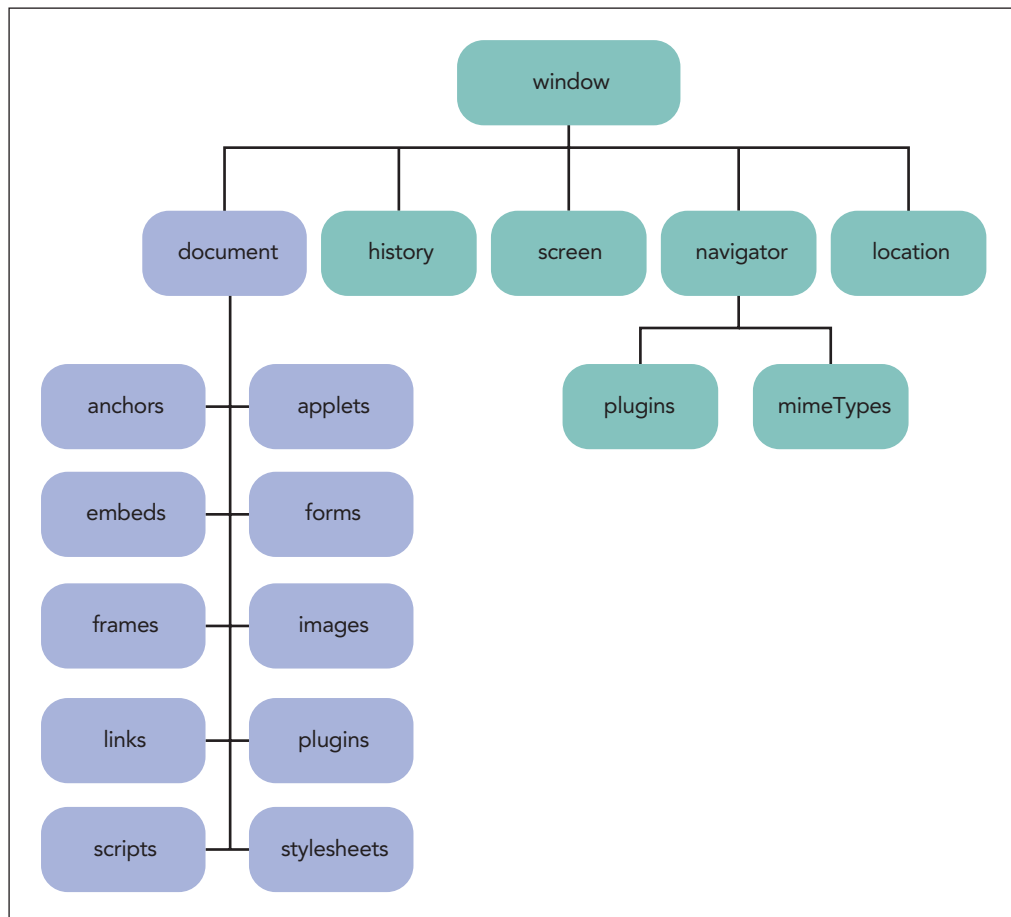 window
document
history
screen
navigator
location
plugins
mimeTypes
anchors
applets
embeds
forms
frames
images
links
plugins
scripts
stylesheets